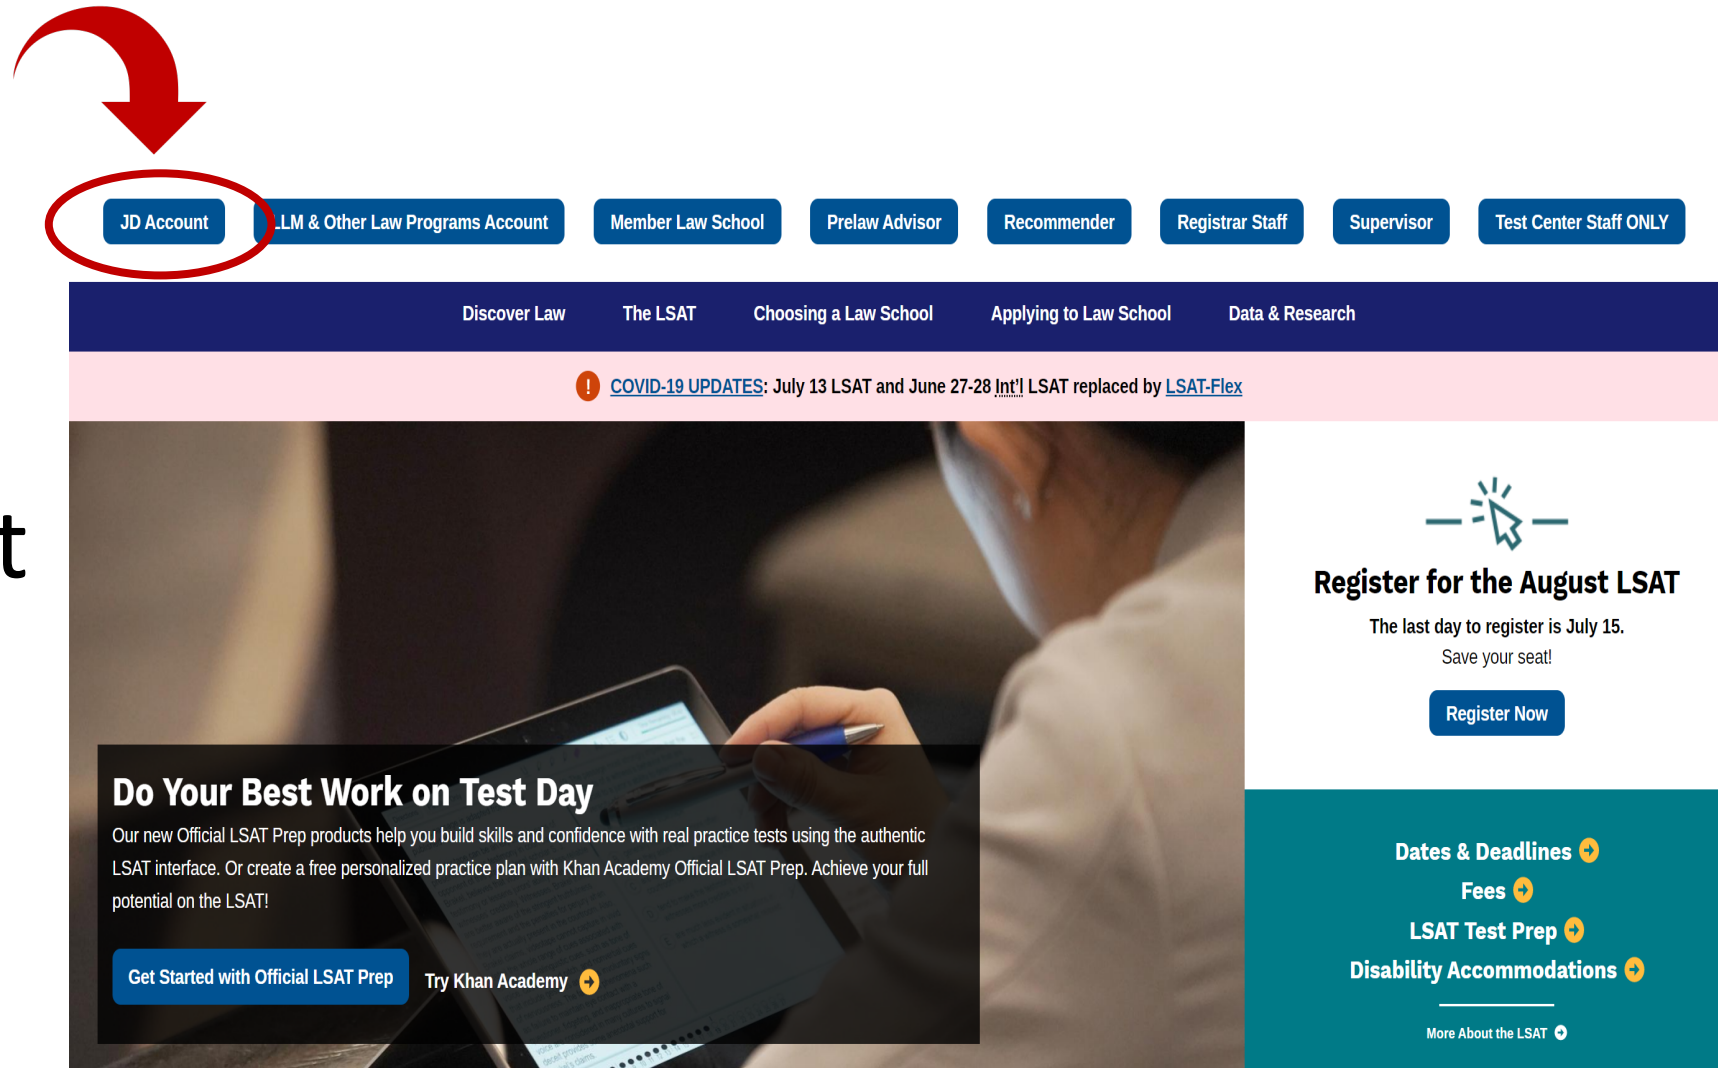 JD Account
LLM & Other Law Programs Account
Member Law School
Prelaw Advisor
Recommender
Registrar Staff
Supervisor
Test Center Staff ONLY
Discover Law
The LSAT
Choosing a Law School
Applying to Law School
Data & Research
! COVID-19 UPDATES: July 13 LSAT and June 27-28 Int'l LSAT replaced by LSAT-Flex
t
Do Your Best Work on Test Day
Our new Official LSAT Prep products help you build skills and confidence with real practice tests using the authentic
LSAT interface. Or create a free personalized practice plan with Khan Academy Official LSAT Prep. Achieve your full
potential on the LSAT!
Get Started with Official LSAT Prep
Try Khan Academy
Register for the August LSAT
The last day to register is July 15.
Save your seat!
Register Now
Dates & Deadlines
Fees
LSAT Test Prep
Disability Accommodations
More About the LSAT